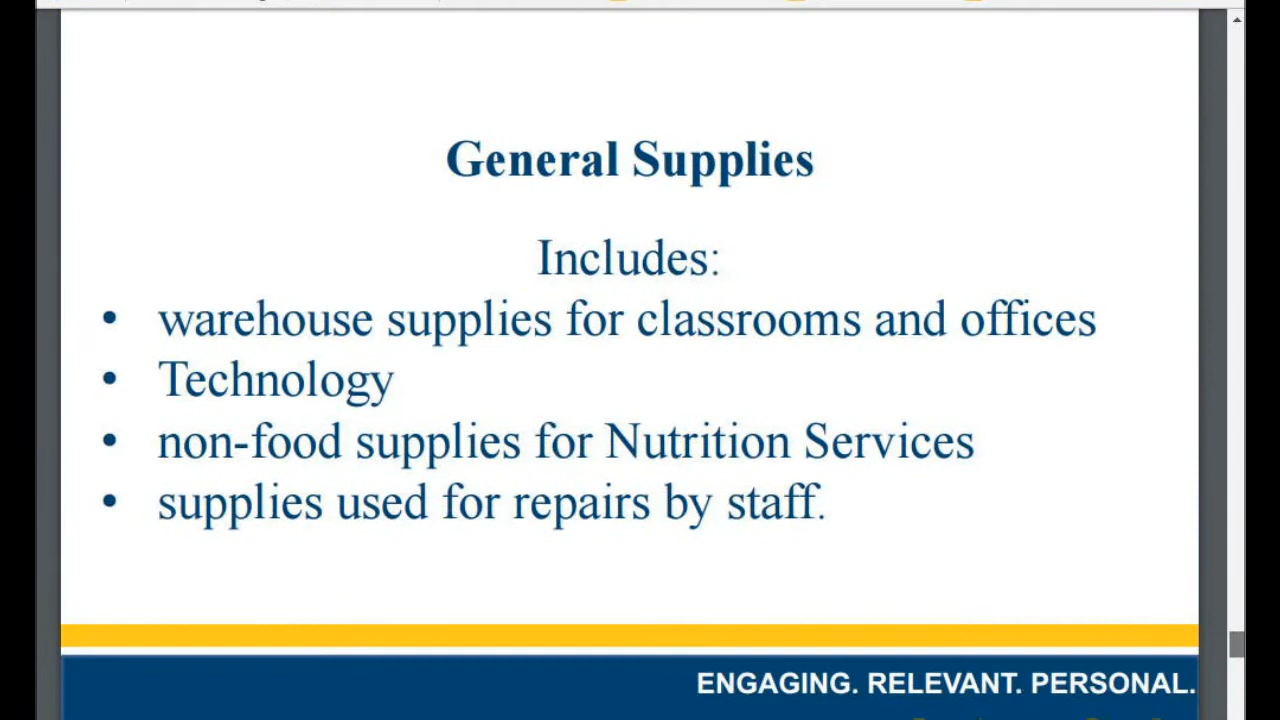 General Supplies
Includes:
• warehouse supplies for classrooms and offices
• Technology
• non-food supplies for Nutrition Services
• supplies used for repairs by staff.
ENGAGING. RELEVANT. PERSONAL.